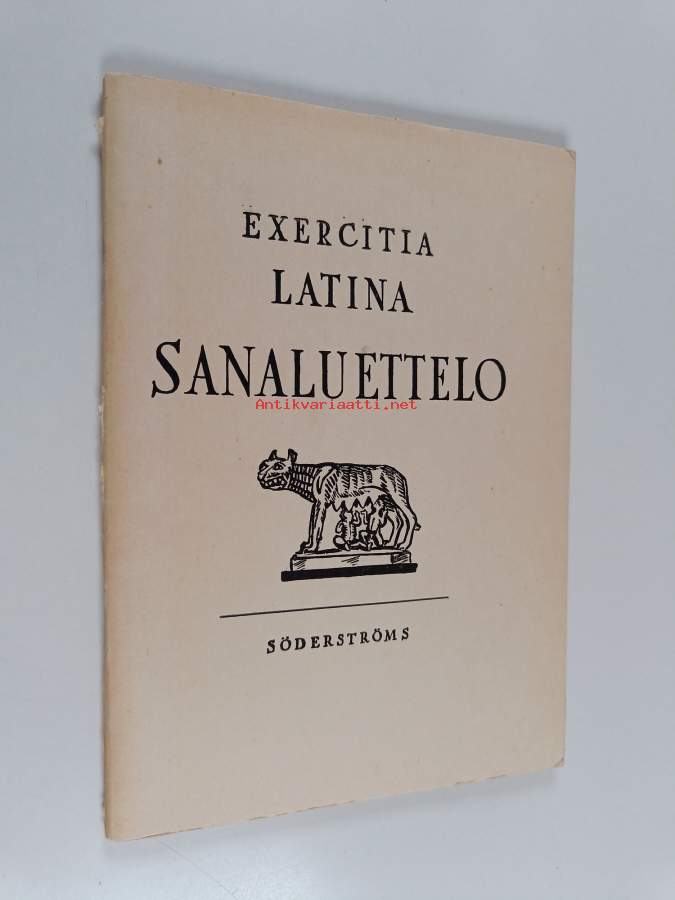 EXERCITIA
LATINA
SANALUETTELO
Antikvariaatti.net
SÖDERSTRÖMS